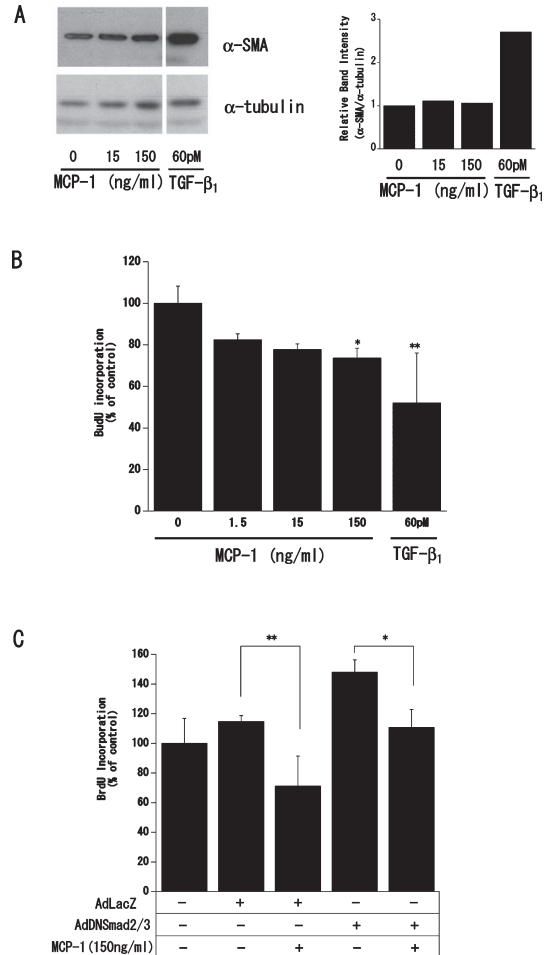 A
α-SMA
α-tubulin
0 15 150 60pM
MCP-1 (ng/ml) TGF-β1
Relative Band Intensity
(α-SMA/α-tubulin)
3
2
1
0
0 15 150 60pM
MCP-1 (ng/ml) TGF-β1
B
BudU incorporation
(% of control)
120
100
80
60
40
20
0
*
**
0 1.5 15 150 60pM
MCP-1 (ng/ml) TGF-β1
C
BrdU Incorporation
(% of control)
160
140
120
100
80
60
40
20
0
**
*
AdLacZ − + + − −
AdDNSmad2/3 − − − + +
MCP-1(150ng/ml) − − + − +